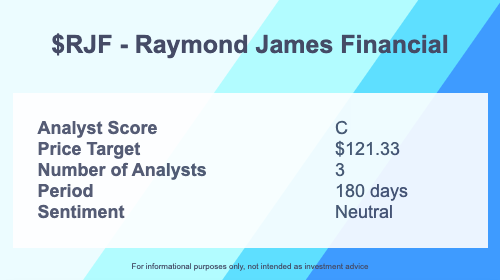 $RJF - Raymond James Financial
Analyst Score C
Price Target $121.33
Number of Analysts 3
Period 180 days
Sentiment Neutral
For informational purposes only, not intended as investment advice